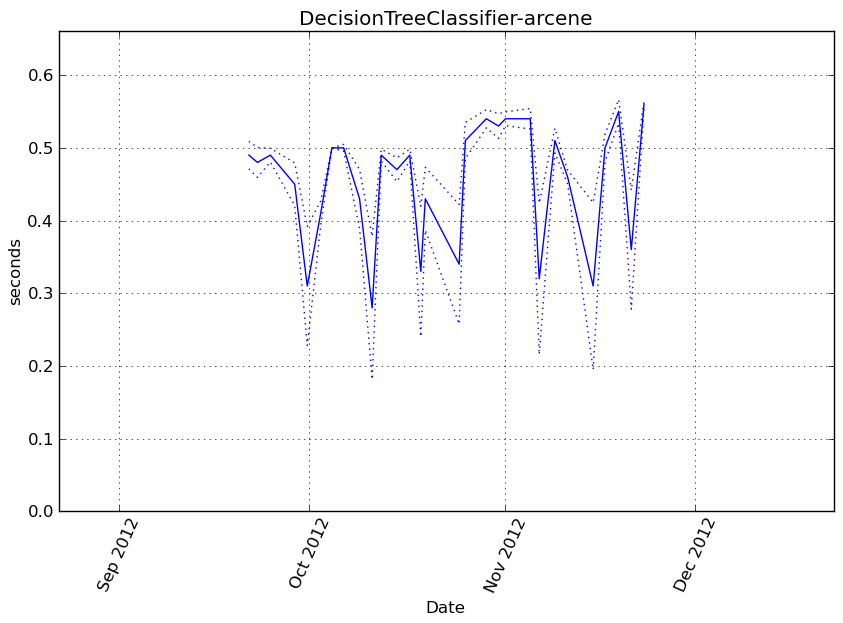 DecisionTreeClassifier-arcene
seconds
0.6
0.5
0.4
0.3
0.2
0.1
0.0
Sep 2012
Oct 2012
Nov 2012
Dec 2012
Date